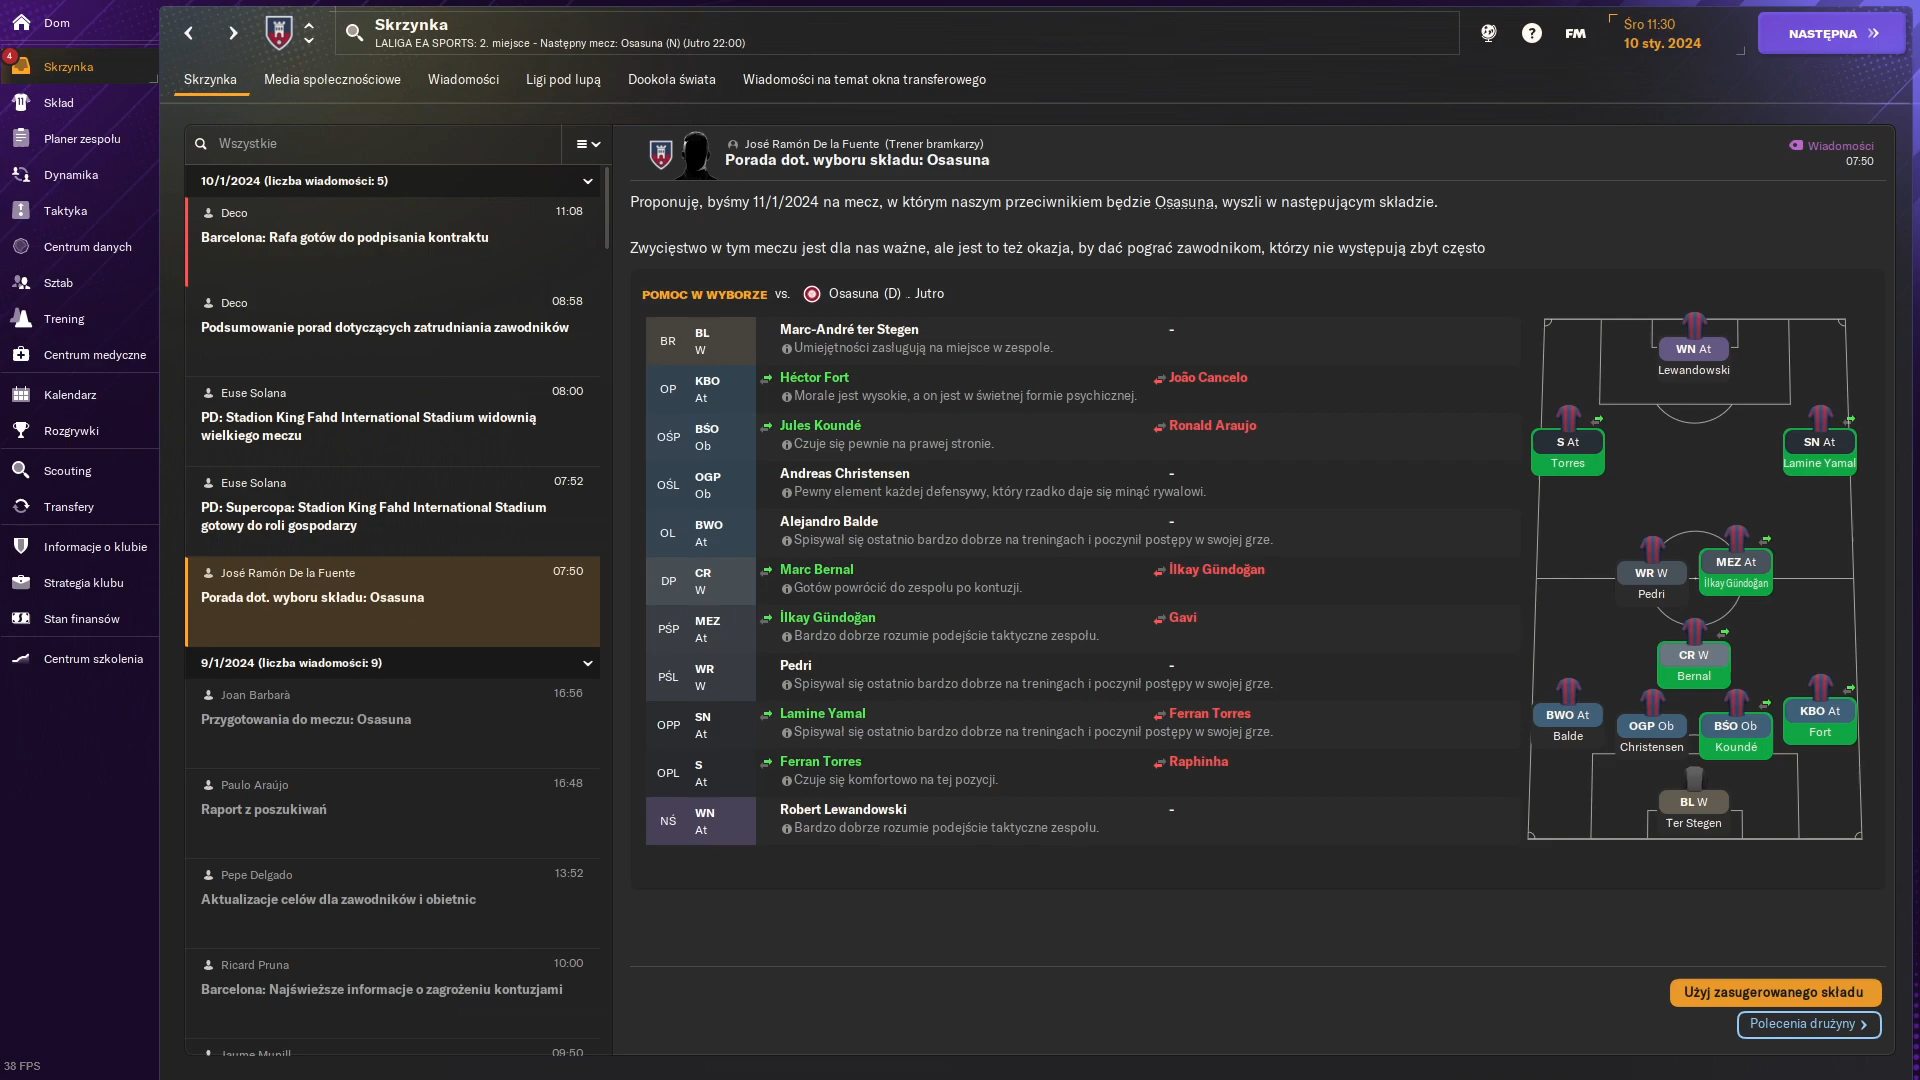 Dom
4
Skrzynka
Skład
Planer zespołu
Dynamika
Taktyka
Centrum danych
Sztab
Trening
Centrum medyczne
Kalendarz
Rozgrywki
Scouting
Transfery
Informacje o klubie
Strategia klubu
Stan finansów
Centrum szkolenia
38 FPS
Skrzynka
LALIGA EA SPORTS: 2. miejsce - Następny mecz: Osasuna (N) (Jutro 22:00)
FM
Śro 11:30
10 sty. 2024
NASTĘPNA
Skrzynka
Media społecznościowe
Wiadomości
Ligi pod lupą
Dookoła świata
Wiadomości na temat okna transferowego
Wszystkie
10/1/2024 (liczba wiadomości: 5)
Deco 11:08
Barcelona: Rafa gotów do podpisania kontraktu
Deco 08:58
Podsumowanie porad dotyczących zatrudniania zawodników
Euse Solana 08:00
PD: Stadion King Fahd International Stadium widownią
wielkiego meczu
Euse Solana 07:52
PD: Supercopa: Stadion King Fahd International Stadium
gotowy do roli gospodarzy
José Ramón De la Fuente 07:50
Porada dot. wyboru składu: Osasuna
9/1/2024 (liczba wiadomości: 9)
Joan Barbarà 16:56
Przygotowania do meczu: Osasuna
Paulo Araújo 16:48
Raport z poszukiwań
Pepe Delgado 13:52
Aktualizacje celów dla zawodników i obietnic
Ricard Pruna 10:00
Barcelona: Najświeższe informacje o zagrożeniu kontuzjami
Jaume Munill 09:50
José Ramón De la Fuente (Trener bramkarzy)
Porada dot. wyboru składu: Osasuna
Wiadomości
07:50
Proponuję, byśmy 11/1/2024 na mecz, w którym naszym przeciwnikiem będzie Osasuna, wyszli w następującym składzie.
Zwycięstwo w tym meczu jest dla nas ważne, ale jest to też okazja, by dać pograć zawodnikom, którzy nie występują zbyt często
POMOC W WYBORZE vs. Osasuna (D) .. Jutro
BR BL W Marc-André ter Stegen -
Umiejętności zasługują na miejsce w zespole.
OP KBO At Héctor Fort João Cancelo
Morale jest wysokie, a on jest w świetnej formie psychicznej.
OŚP BŚO Ob Jules Koundé Ronald Araujo
Czuje się pewnie na prawej stronie.
OŚL OGP Ob Andreas Christensen -
Pewny element każdej defensywy, który rzadko daje się minąć rywalowi.
OL BWO At Alejandro Balde -
Spisywał się ostatnio bardzo dobrze na treningach i poczynił postępy w swojej grze.
DP CR W Marc Bernal İlkay Gündoğan
Gotów powrócić do zespołu po kontuzji.
PŚP MEZ At İlkay Gündoğan Gavi
Bardzo dobrze rozumie podejście taktyczne zespołu.
PŚL WR W Pedri -
Spisywał się ostatnio bardzo dobrze na treningach i poczynił postępy w swojej grze.
OPP SN At Lamine Yamal Ferran Torres
Spisywał się ostatnio bardzo dobrze na treningach i poczynił postępy w swojej grze.
OPL S At Ferran Torres Raphinha
Czuje się komfortowo na tej pozycji.
NŚ WN At Robert Lewandowski -
Bardzo dobrze rozumie podejście taktyczne zespołu.
WN At
Lewandowski
S At
Torres
SN At
Lamine Yamal
WR W
Pedri
MEZ At
İlkay Gündoğan
CR W
Bernal
BWO At
Balde
OGP Ob
Christensen
BŚO Ob
Koundé
KBO At
Fort
BL W
Ter Stegen
Użyj zasugerowanego składu
Polecenia drużyny